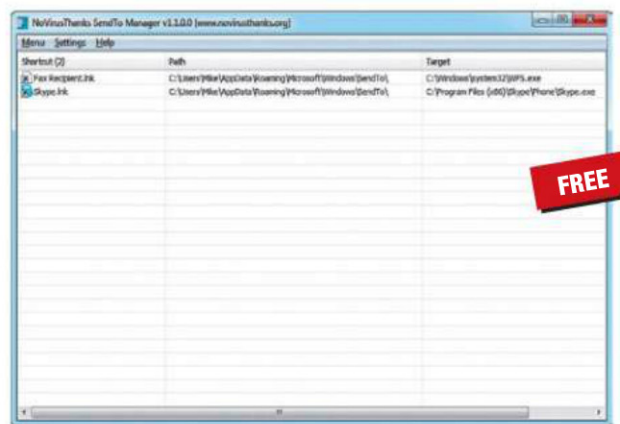 NoVirusThanks SendTo Manager v1.1.0.0 (www.novirusthanks.org)
Menu Settings Help
Shortcut (2) Path Target
Fax Recipient.lnk C:\Users\Mike\AppData\Roaming\Microsoft\Windows\SendTo\ C:\Windows\system32\WFS.exe
Skype.lnk C:\Users\Mike\AppData\Roaming\Microsoft\Windows\SendTo\ C:\Program Files (x86)\Skype\Phone\Skype.exe
FREE